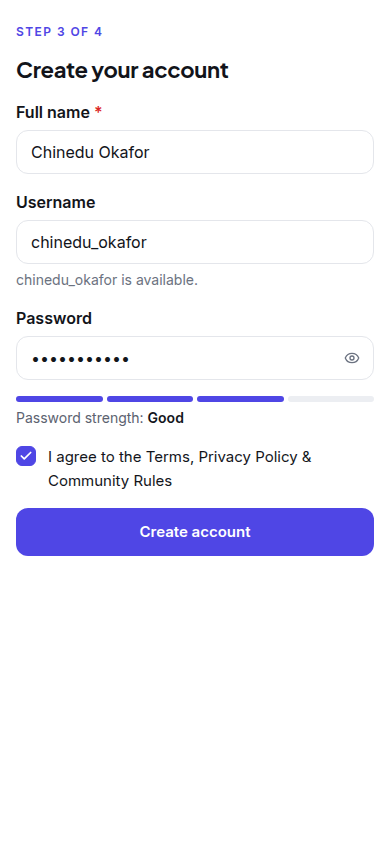 STEP 3 OF 4
Create your account
Full name *
Chinedu Okafor
Username
chinedu_okafor
chinedu_okafor is available.
Password
•••••••••••
Password strength: Good
I agree to the Terms, Privacy Policy &
Community Rules
Create account